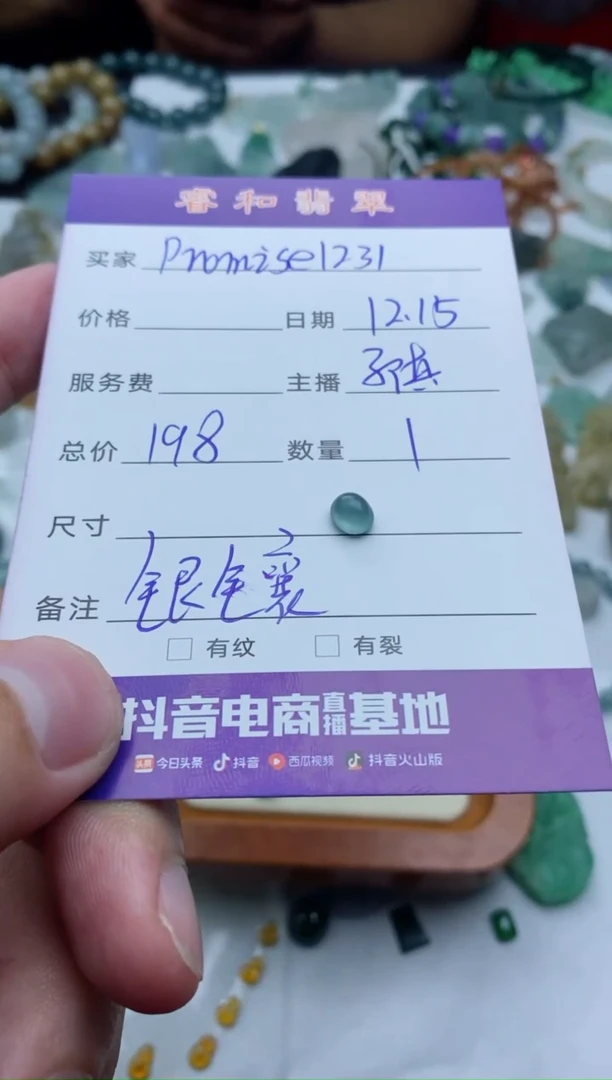 睿和翡翠
买家 Promise1231
价格 日期 12.15
服务费 主播
总价 198 数量 1
尺寸
备注 银镶
有纹 有裂
抖音电商直播基地
头条 今日头条 抖音 西瓜视频 抖音火山版